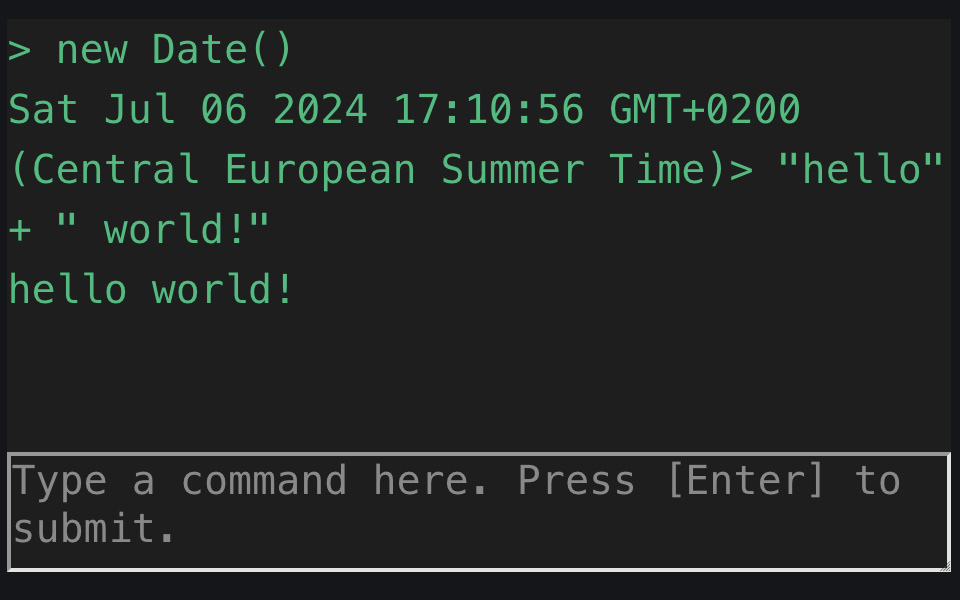 > new Date()
Sat Jul 06 2024 17:10:56 GMT+0200
(Central European Summer Time)> "hello"
+ " world!"
hello world!
Type a command here. Press [Enter] to
submit.